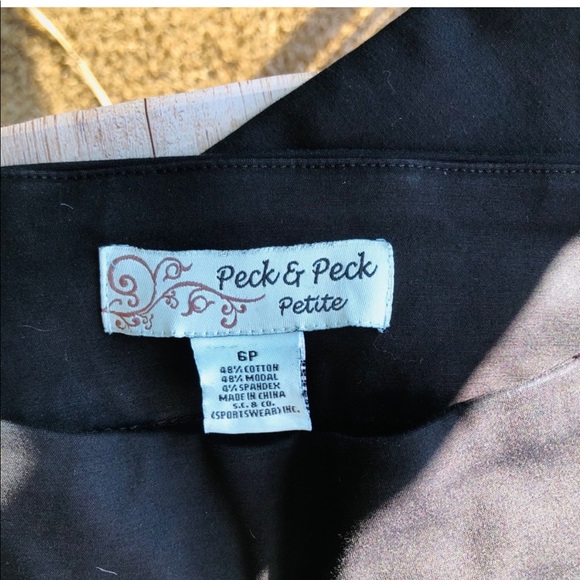 Peck & Peck
Petite
6P
48% COTTON
48% MODAL
4% SPANDEX
MADE IN CHINA
S.C. & CO.
(SPORTSWEAR) INC.